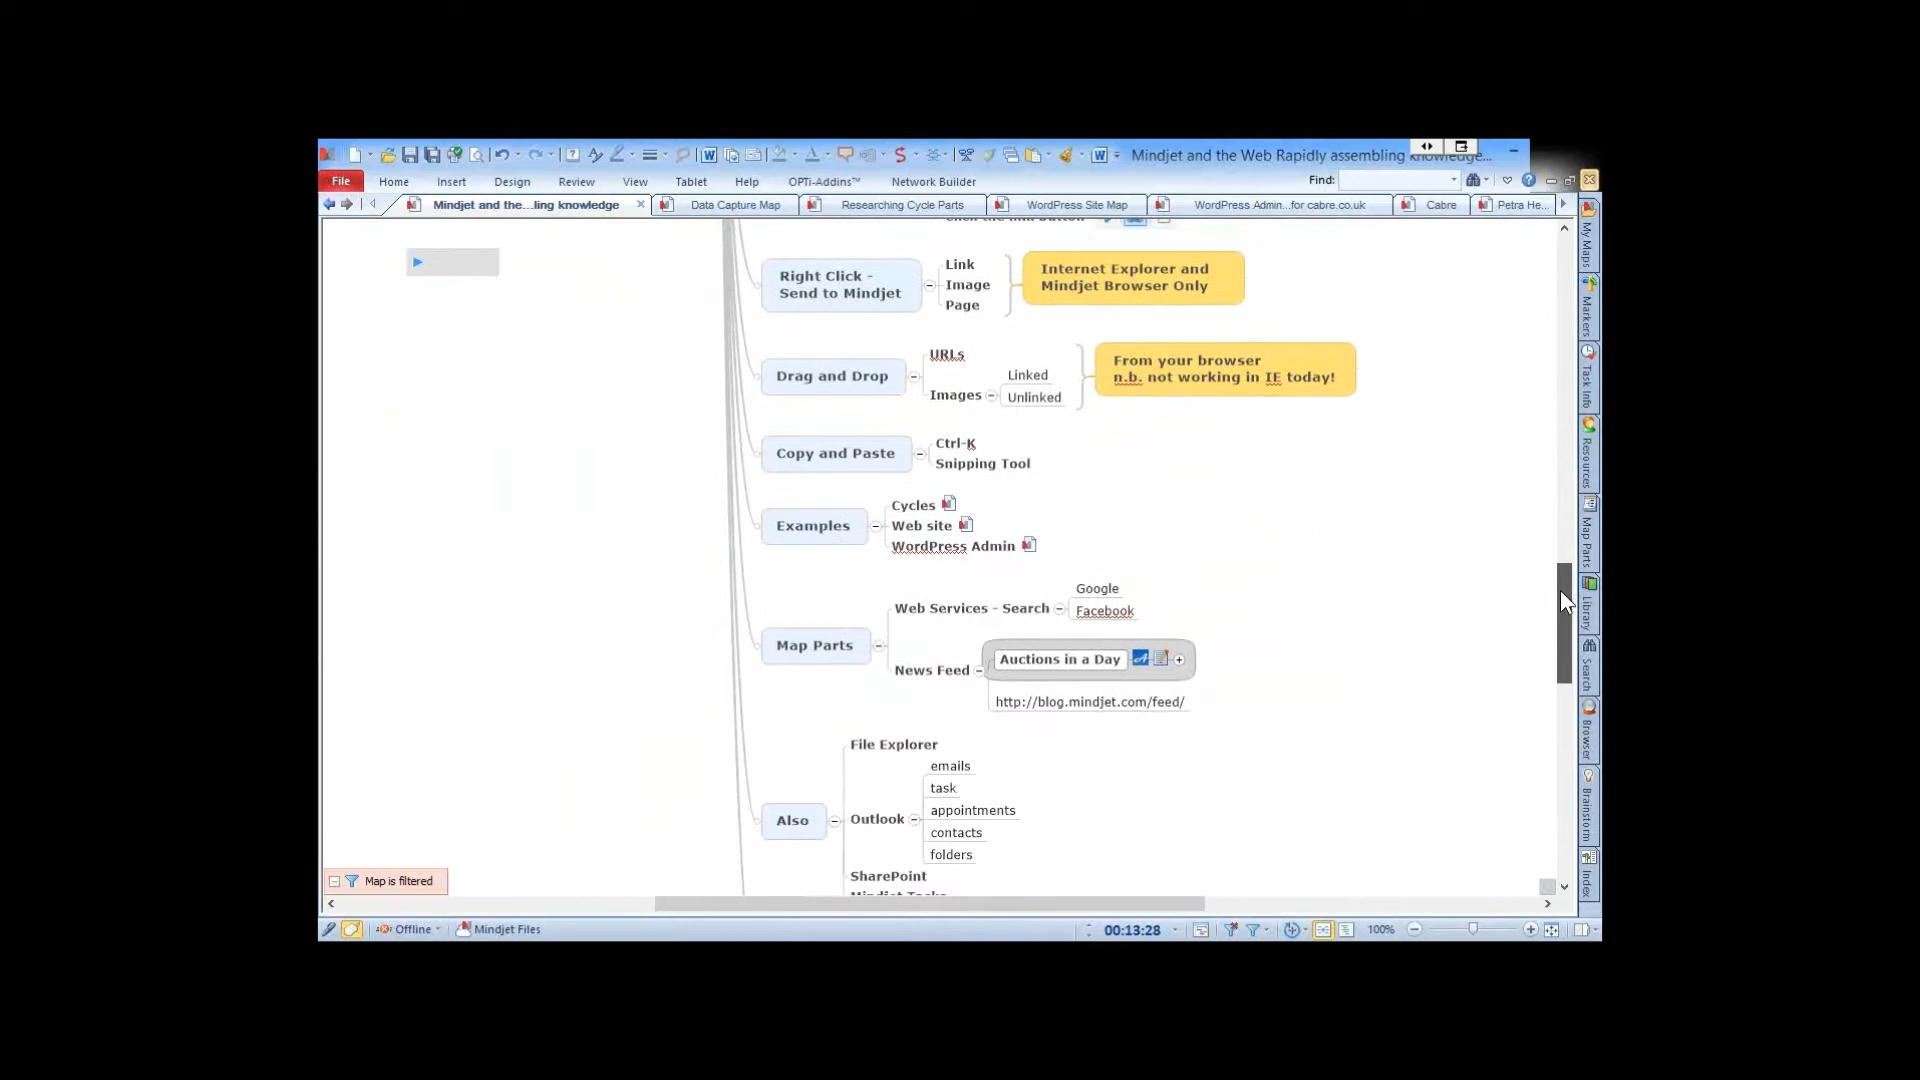 Mindjet and the Web Rapidly assembling knowledge...
File
Home
Insert
Design
Review
View
Tablet
Help
OPTi-Addins™
Network Builder
Find:
Mindjet and the...ling knowledge
Data Capture Map
Researching Cycle Parts
WordPress Site Map
WordPress Admin...for cabre.co.uk
Cabre
Petra He...
Right Click -
Send to Mindjet
Link
Image
Page
Internet Explorer and
Mindjet Browser Only
Drag and Drop
URLs
Images
Linked
Unlinked
From your browser
n.b. not working in IE today!
Copy and Paste
Ctrl-K
Snipping Tool
Examples
Cycles
Web site
WordPress Admin
Map Parts
Web Services - Search
Google
Facebook
News Feed
Auctions in a Day
http://blog.mindjet.com/feed/
Also
File Explorer
Outlook
emails
task
appointments
contacts
folders
SharePoint
Mindjet Tasks
My Maps
Markers
Task Info
Resources
Map Parts
Library
Search
Browser
Brainstorm
Index
Map is filtered
Offline
Mindjet Files
00:13:28
100%